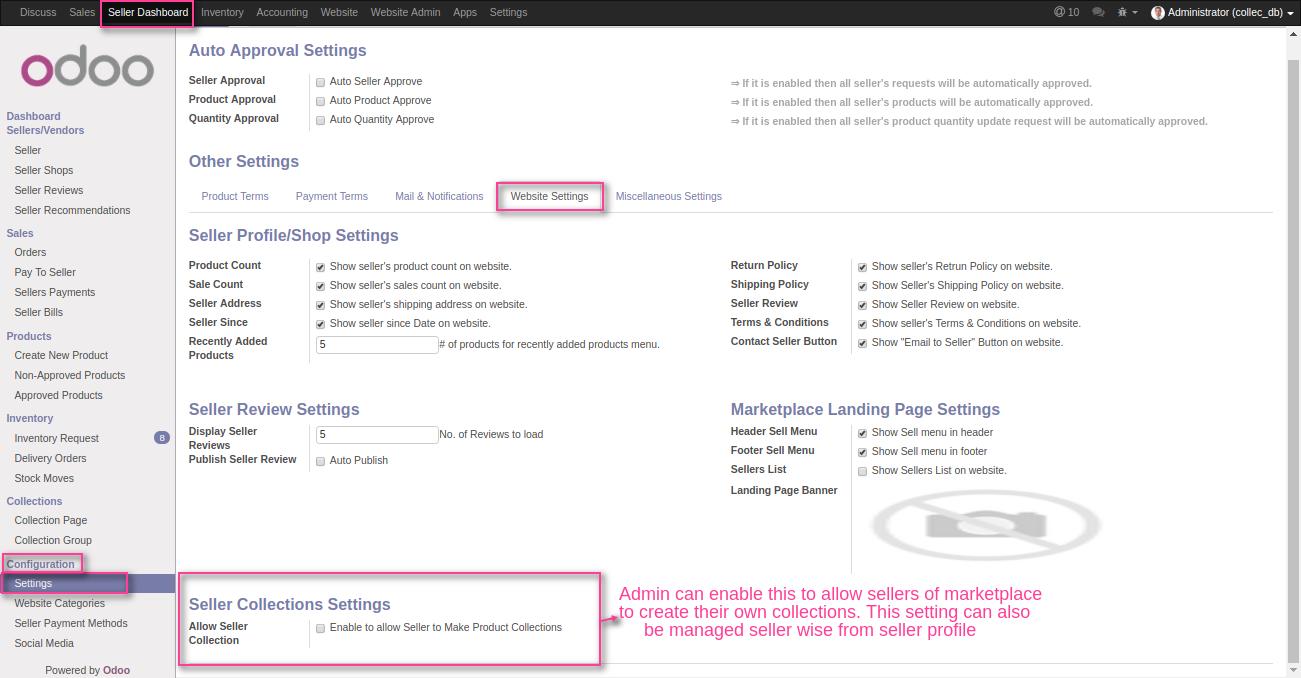 Discuss Sales Seller Dashboard Inventory Accounting Website Website Admin Apps Settings @ 10 Administrator (collec_db)
odoo
Dashboard
Sellers/Vendors
Seller
Seller Shops
Seller Reviews
Seller Recommendations
Sales
Orders
Pay To Seller
Sellers Payments
Seller Bills
Products
Create New Product
Non-Approved Products
Approved Products
Inventory
Inventory Request 8
Delivery Orders
Stock Moves
Collections
Collection Page
Collection Group
Configuration
Settings
Website Categories
Seller Payment Methods
Social Media
Powered by Odoo
Auto Approval Settings
Seller Approval Auto Seller Approve ⇒ If it is enabled then all seller's requests will be automatically approved.
Product Approval Auto Product Approve ⇒ If it is enabled then all seller's products will be automatically approved.
Quantity Approval Auto Quantity Approve ⇒ If it is enabled then all seller's product quantity update request will be automatically approved.
Other Settings
Product Terms Payment Terms Mail & Notifications Website Settings Miscellaneous Settings
Seller Profile/Shop Settings
Product Count Show seller's product count on website.
Sale Count Show seller's sales count on website.
Seller Address Show seller's shipping address on website.
Seller Since Show seller since Date on website.
Recently Added
Products
5 # of products for recently added products menu.
Return Policy Show seller's Retrun Policy on website.
Shipping Policy Show Seller's Shipping Policy on website.
Seller Review Show Seller Review on website.
Terms & Conditions Show seller's Terms & Conditions on website.
Contact Seller Button Show "Email to Seller" Button on website.
Seller Review Settings
Display Seller
Reviews
5 No. of Reviews to load
Publish Seller Review Auto Publish
Marketplace Landing Page Settings
Header Sell Menu Show Sell menu in header
Footer Sell Menu Show Sell menu in footer
Sellers List Show Sellers List on website.
Landing Page Banner
Seller Collections Settings
Allow Seller
Collection
Enable to allow Seller to Make Product Collections
Admin can enable this to allow sellers of marketplace
to create their own collections. This setting can also
be managed seller wise from seller profile